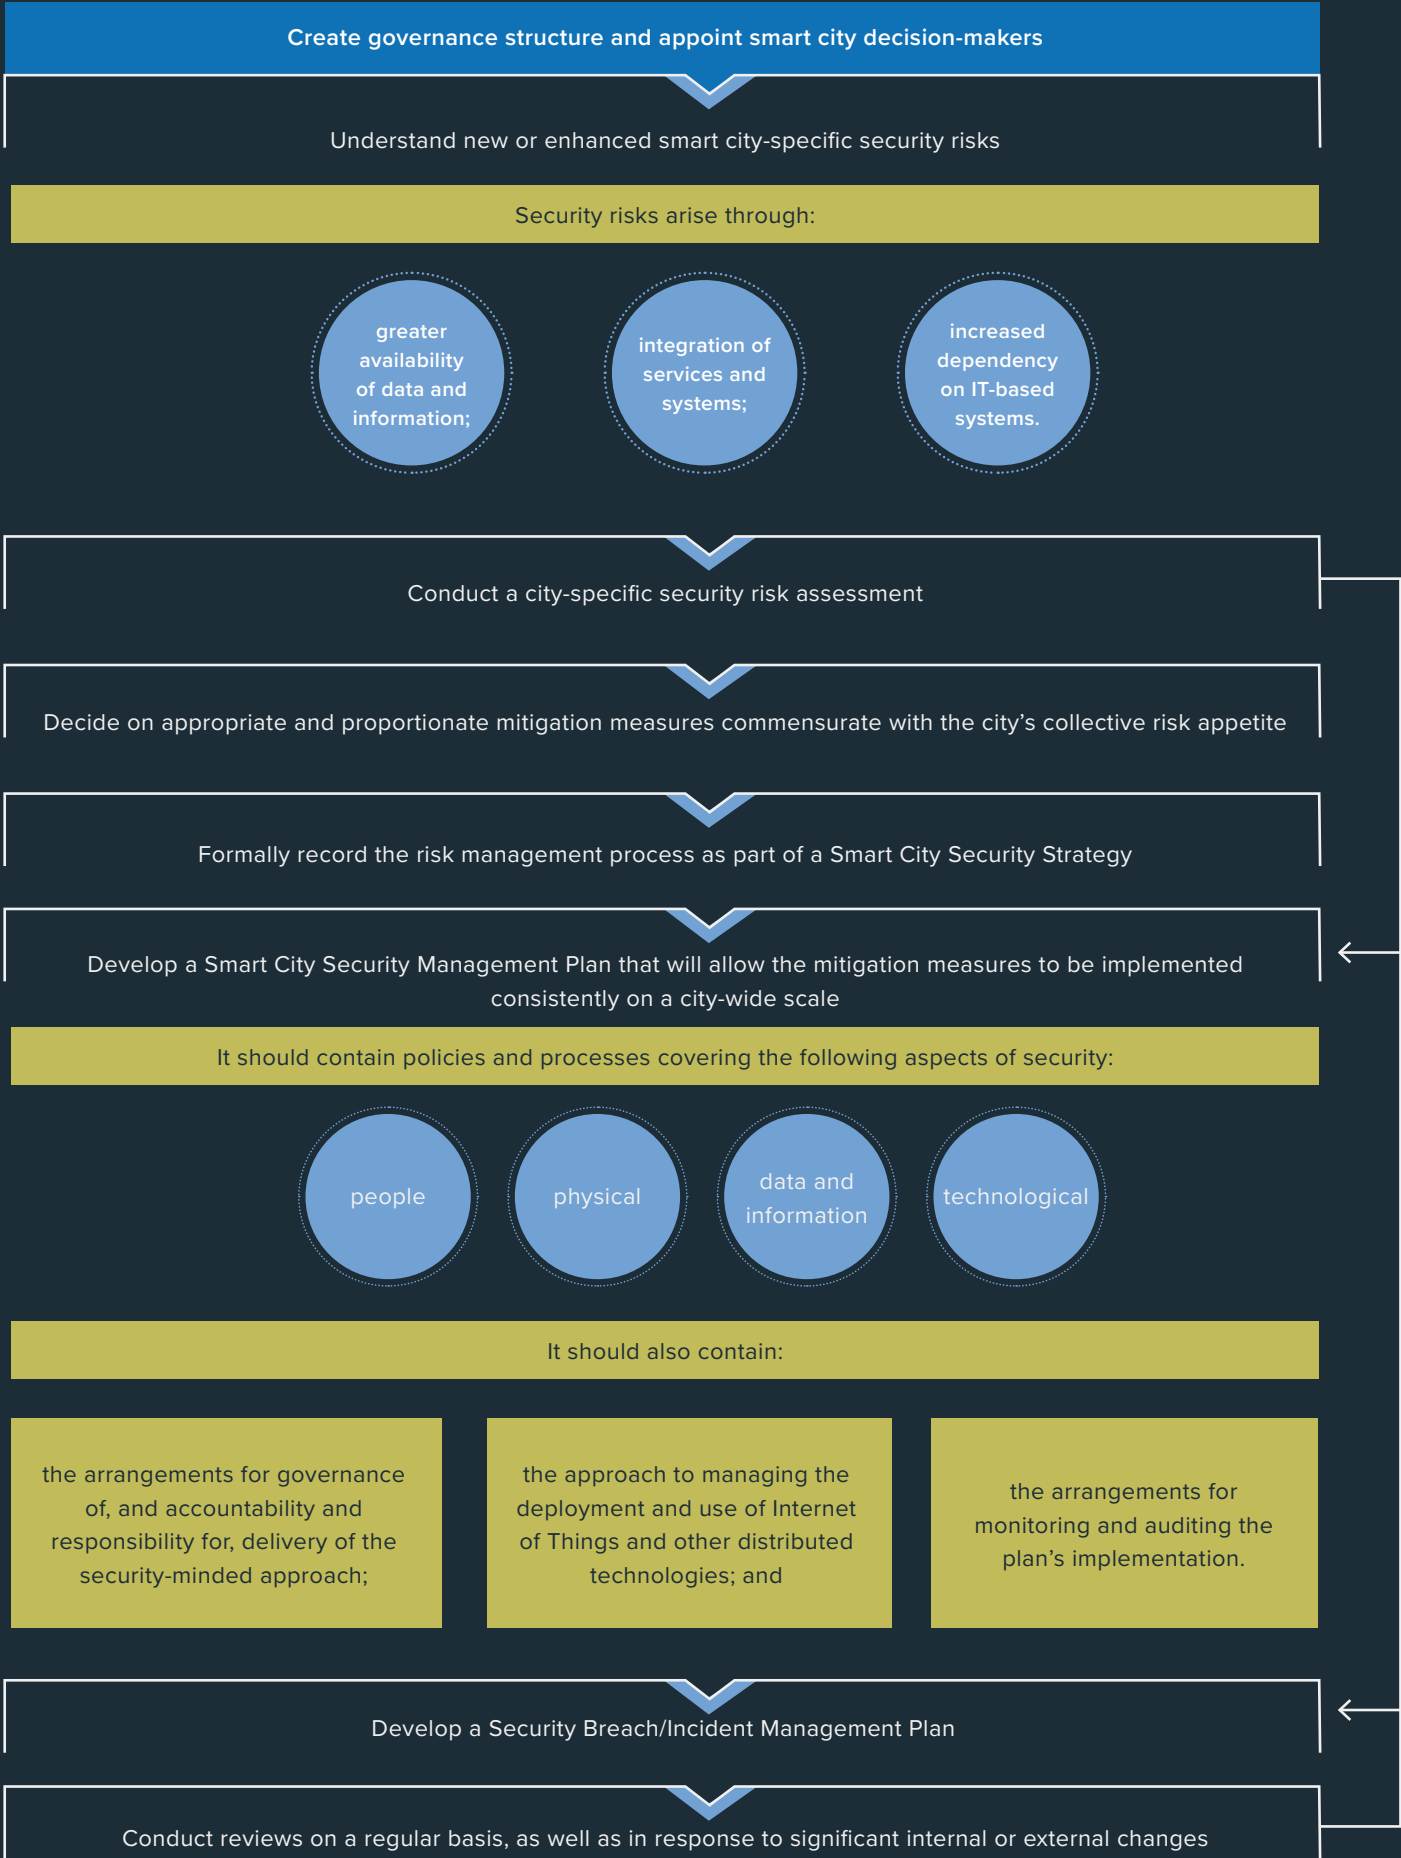 Create governance structure and appoint smart city decision-makers
Understand new or enhanced smart city-specific security risks
Security risks arise through:
greater
availability
of data and
information;
integration of
services and
systems;
increased
dependency
on IT-based
systems.
Conduct a city-specific security risk assessment
Decide on appropriate and proportionate mitigation measures commensurate with the city’s collective risk appetite
Formally record the risk management process as part of a Smart City Security Strategy
Develop a Smart City Security Management Plan that will allow the mitigation measures to be implemented
consistently on a city-wide scale
It should contain policies and processes covering the following aspects of security:
people
physical
data and
information
technological
It should also contain:
the arrangements for governance
of, and accountability and
responsibility for, delivery of the
security-minded approach;
the approach to managing the
deployment and use of Internet
of Things and other distributed
technologies; and
the arrangements for
monitoring and auditing the
plan’s implementation.
Develop a Security Breach/Incident Management Plan
Conduct reviews on a regular basis, as well as in response to significant internal or external changes